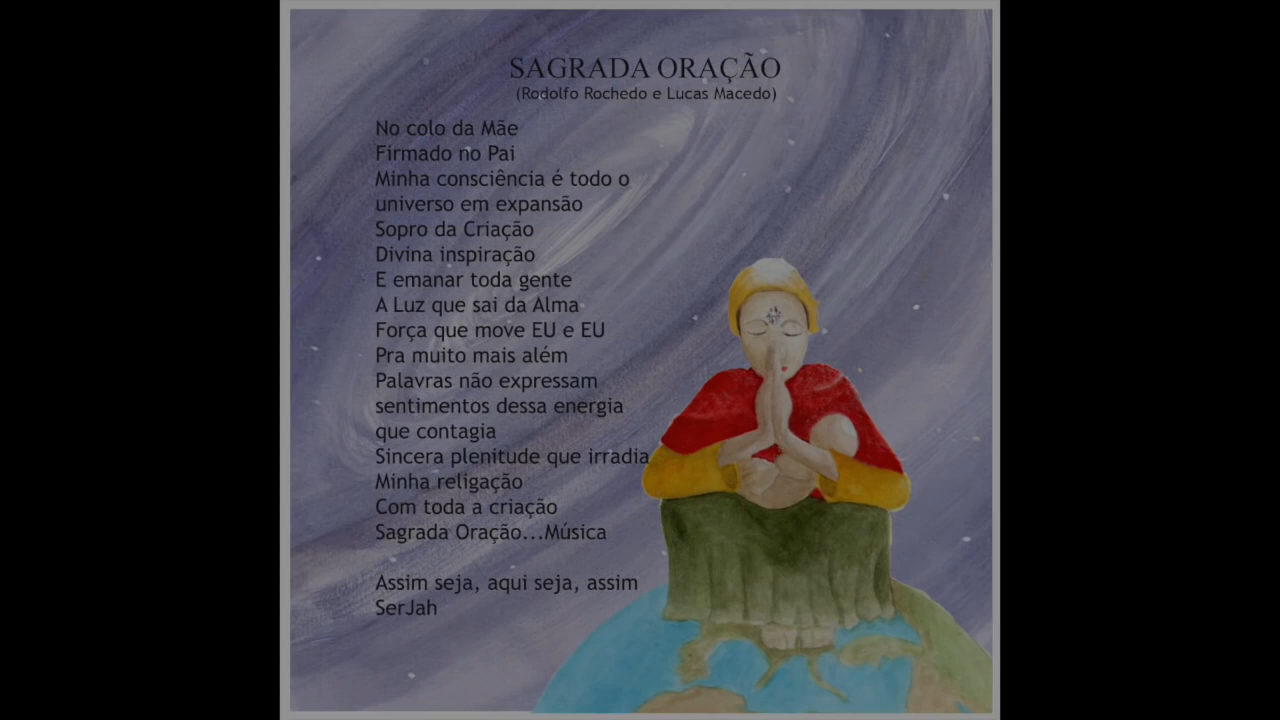 SAGRADA ORAÇÃO
(Rodolfo Rochedo e Lucas Macedo)
No colo da Mãe
Firmado no Pai
Minha consciência é todo o
universo em expansão
Sopro da Criação
Divina inspiração
E emanar toda gente
A Luz que sai da Alma
Força que move EU e EU
Pra muito mais além
Palavras não expressam
sentimentos dessa energia
que contagia
Sincera plenitude que irradia
Minha religação
Com toda a criação
Sagrada Oração...Música
Assim seja, aqui seja, assim
SerJah